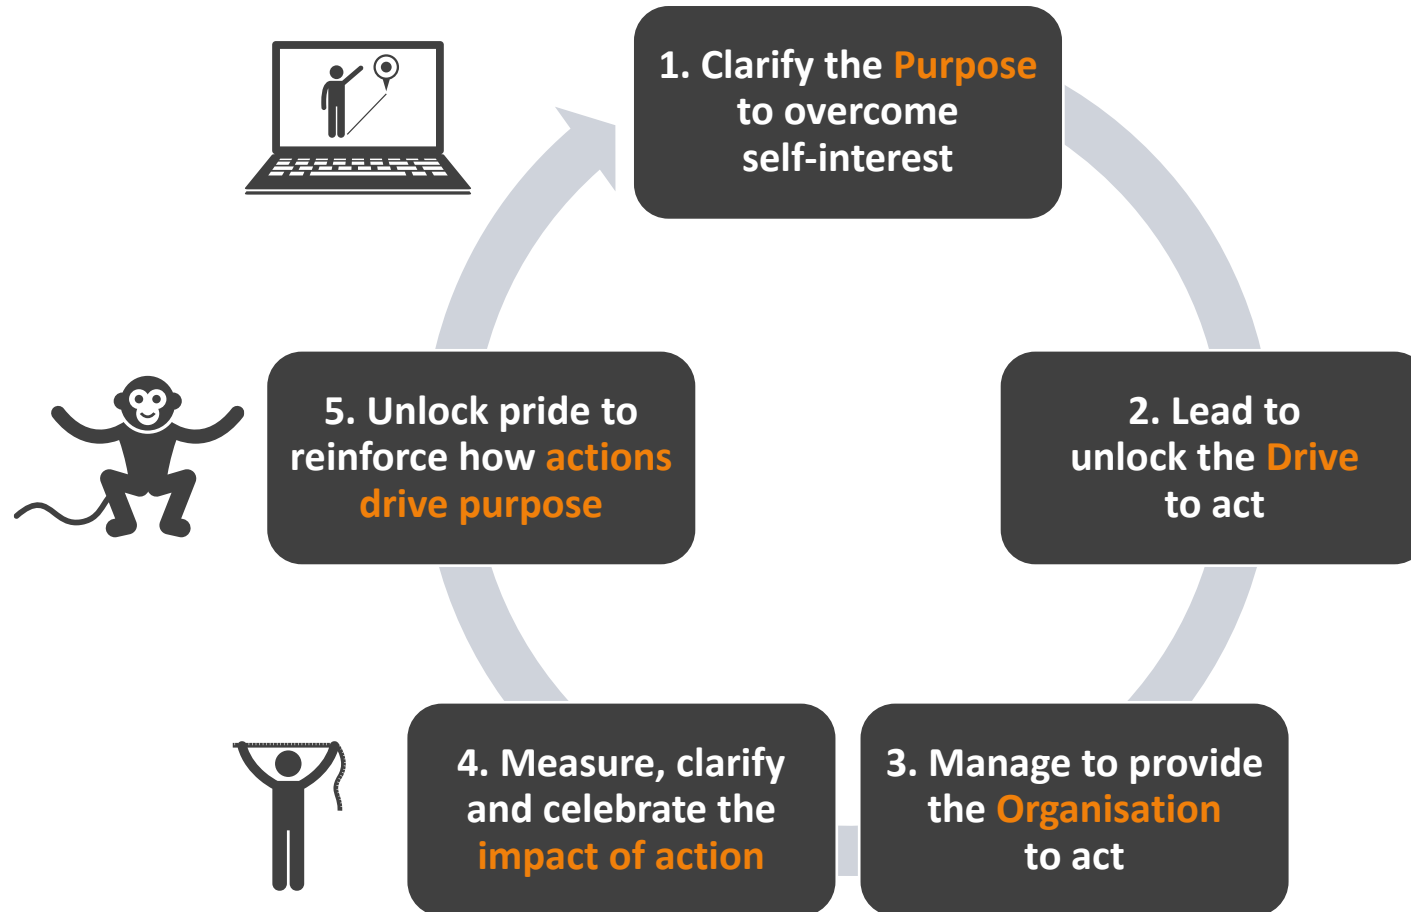 1. Clarify the Purpose
to overcome
self-interest
2. Lead to
unlock the Drive
to act
3. Manage to provide
the Organisation
to act
4. Measure, clarify
and celebrate the
impact of action
5. Unlock pride to
reinforce how actions
drive purpose